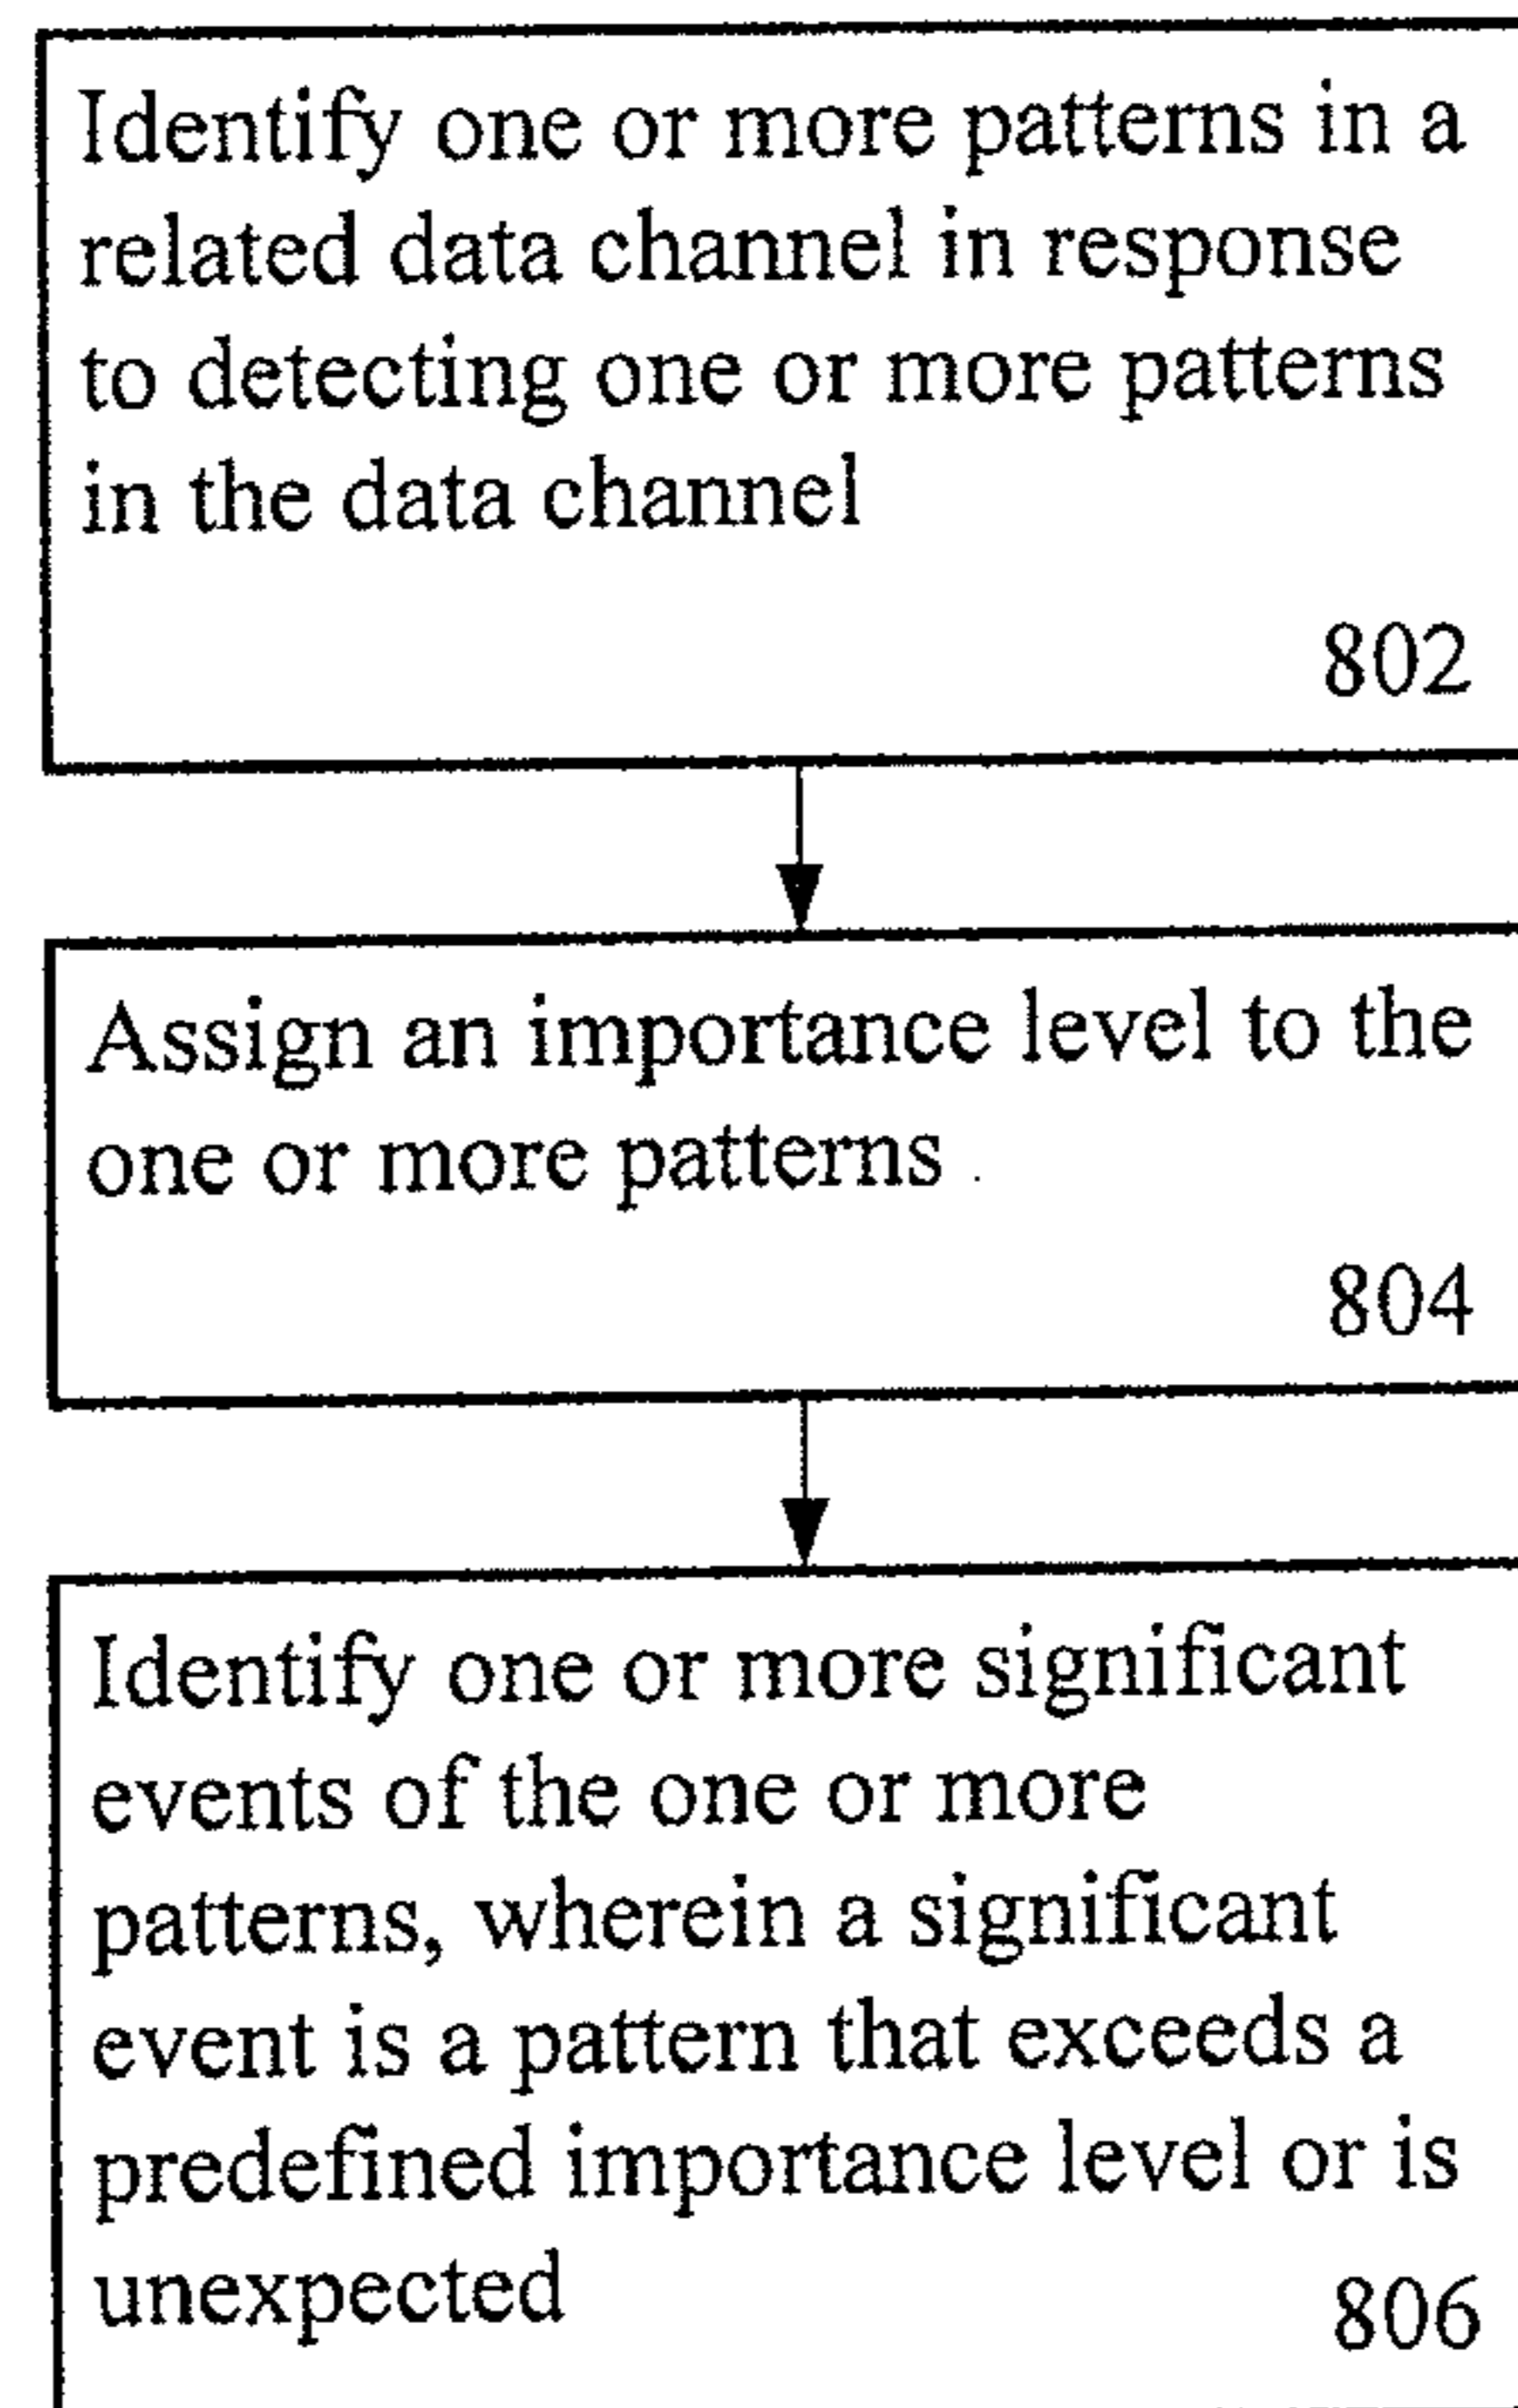 Identify one or more patterns in a
related data channel in response
to detecting one or more patterns
in the data channel
802
Assign an importance level to the
one or more patterns
804
Identify one or more significant
events of the one or more
patterns, wherein a significant
event is a pattern that exceeds a
predefined importance level or is
unexpected
806